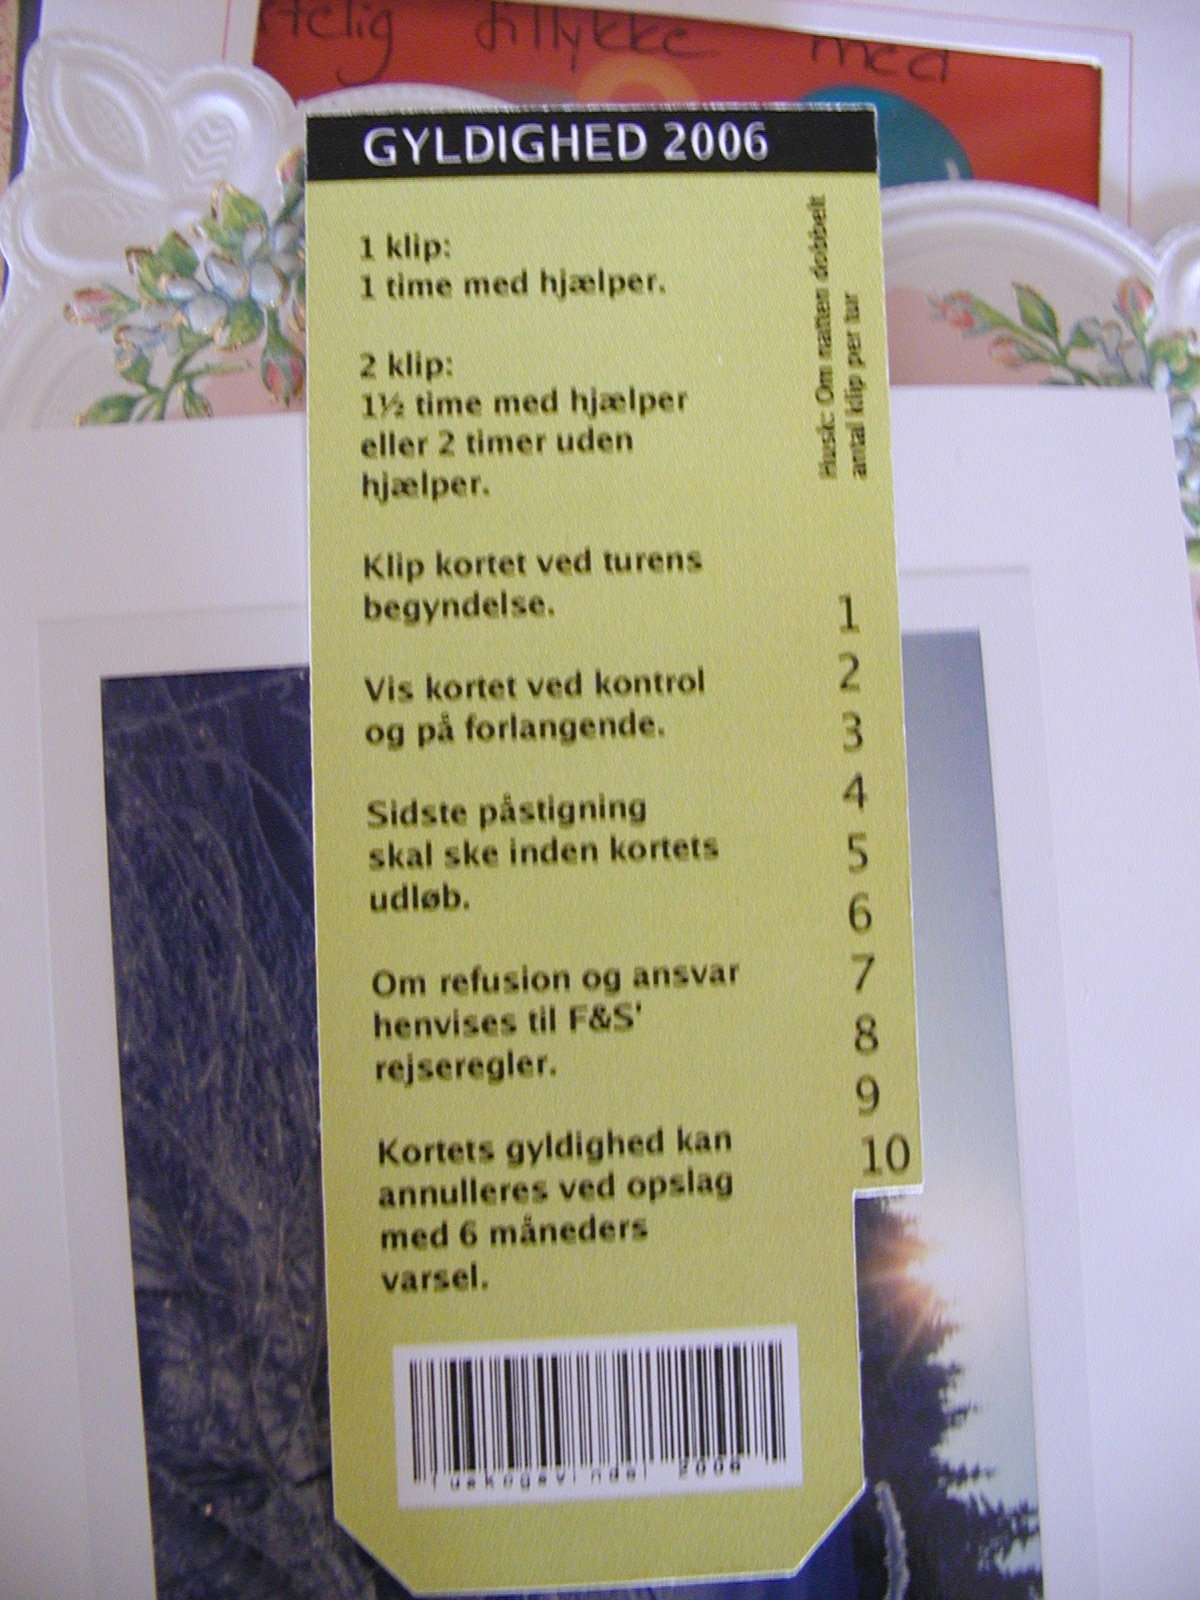 tillykke med
GYLDIGHED 2006
1 klip:
1 time med hjælper.
2 klip:
1½ time med hjælper
eller 2 timer uden
hjælper.
Klip kortet ved turens
begyndelse.
Vis kortet ved kontrol
og på forlangende.
Sidste påstigning
skal ske inden kortets
udløb.
Om refusion og ansvar
henvises til F&S'
rejseregler.
Kortets gyldighed kan
annulleres ved opslag
med 6 måneders
varsel.
Husk: Om natten dobbelt
antal klip per tur
1
2
3
4
5
6
7
8
9
10
2006